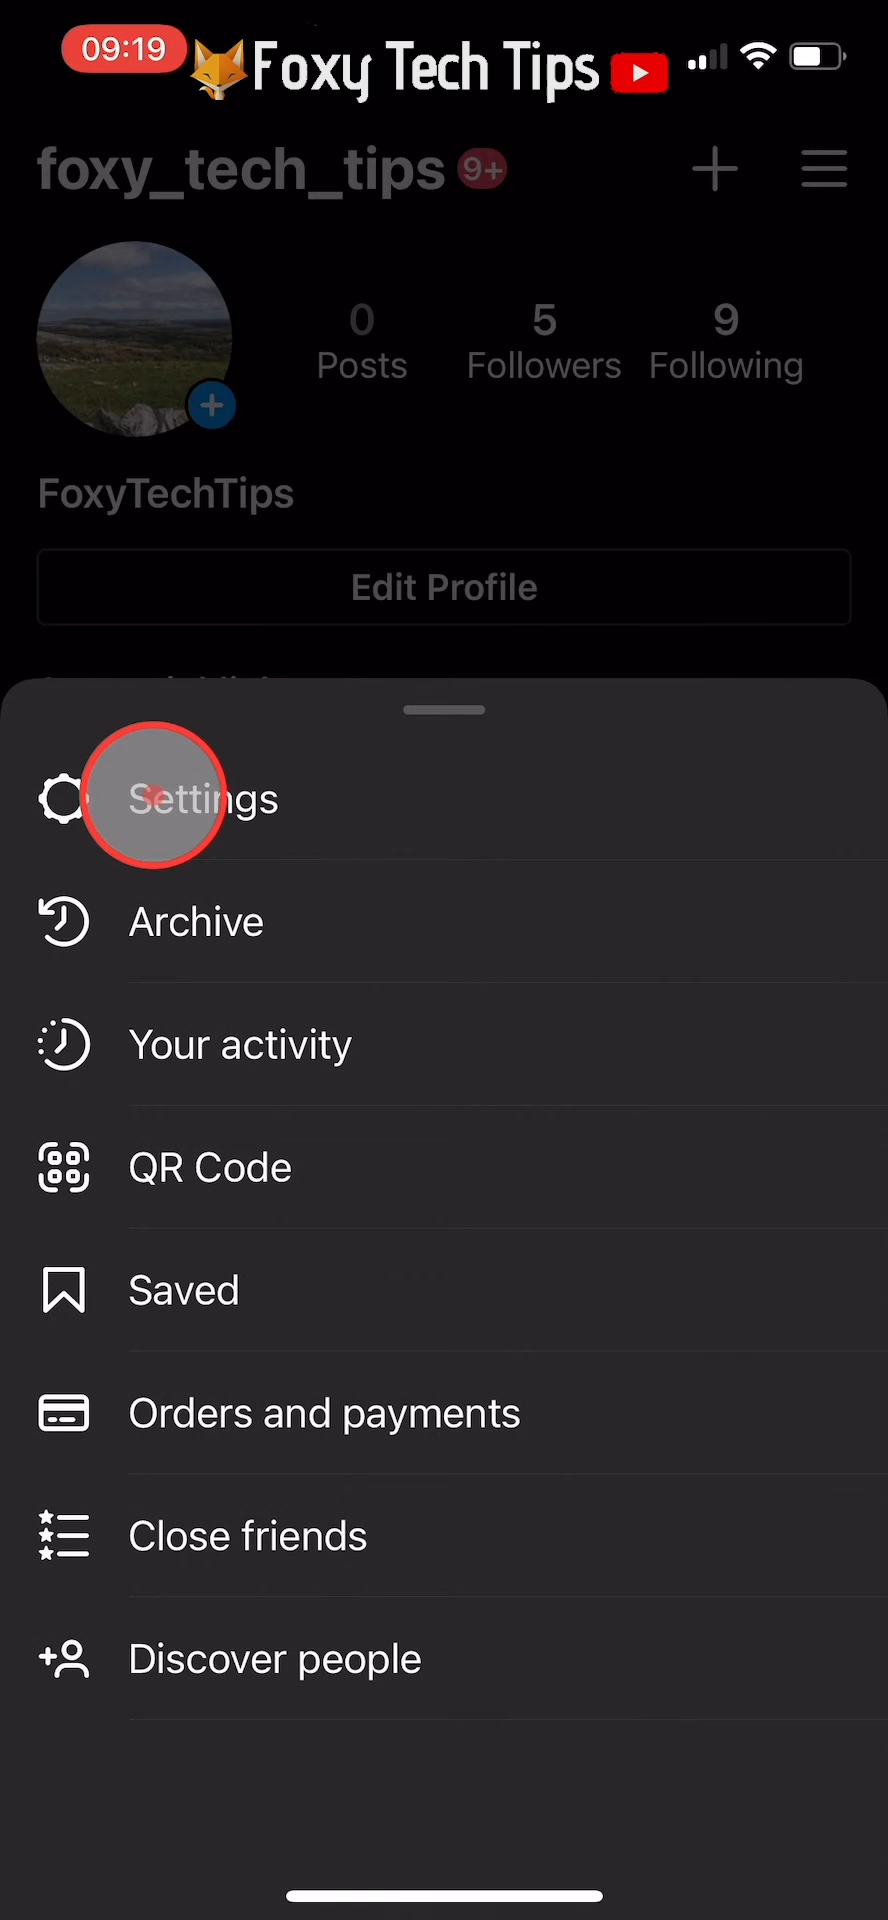 09:19
Foxy Tech Tips
foxy_tech_tips 9+
0 5 9
Posts Followers Following
FoxyTechTips
Edit Profile
Settings
Archive
Your activity
QR Code
Saved
Orders and payments
Close friends
Discover people